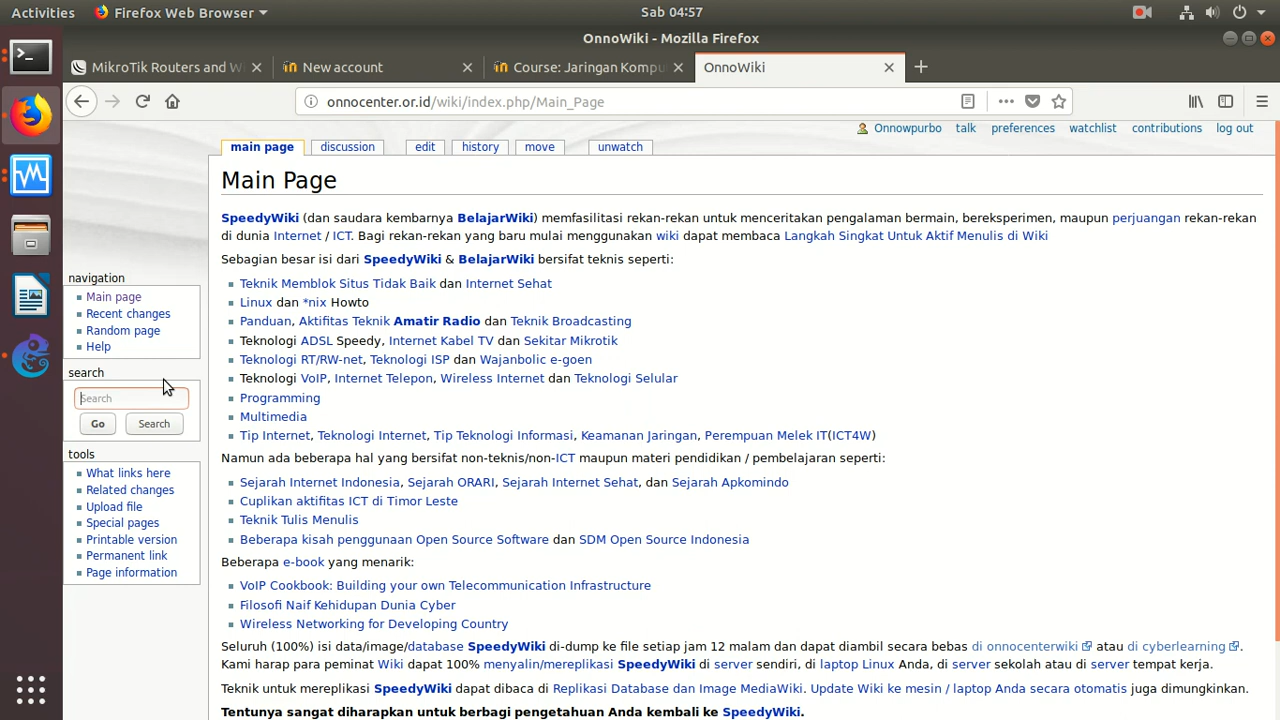 Activities Firefox Web Browser Sab 04:57
OnnoWiki - Mozilla Firefox
MikroTik Routers and W New account Course: Jaringan Kompu OnnoWiki
onnocenter.or.id/wiki/index.php/Main_Page
Onnowpurbo talk preferences watchlist contributions log out
main page discussion edit history move unwatch
Main Page
SpeedyWiki (dan saudara kembarnya BelajarWiki) memfasilitasi rekan-rekan untuk menceritakan pengalaman bermain, bereksperimen, maupun perjuangan rekan-rekan
di dunia Internet / ICT. Bagi rekan-rekan yang baru mulai menggunakan wiki dapat membaca Langkah Singkat Untuk Aktif Menulis di Wiki
Sebagian besar isi dari SpeedyWiki & BelajarWiki bersifat teknis seperti:
Teknik Memblok Situs Tidak Baik dan Internet Sehat
Linux dan *nix Howto
Panduan, Aktifitas Teknik Amatir Radio dan Teknik Broadcasting
Teknologi ADSL Speedy, Internet Kabel TV dan Sekitar Mikrotik
Teknologi RT/RW-net, Teknologi ISP dan Wajanbolic e-goen
Teknologi VoIP, Internet Telepon, Wireless Internet dan Teknologi Selular
Programming
Multimedia
Tip Internet, Teknologi Internet, Tip Teknologi Informasi, Keamanan Jaringan, Perempuan Melek IT(ICT4W)
Namun ada beberapa hal yang bersifat non-teknis/non-ICT maupun materi pendidikan / pembelajaran seperti:
Sejarah Internet Indonesia, Sejarah ORARI, Sejarah Internet Sehat, dan Sejarah Apkomindo
Cuplikan aktifitas ICT di Timor Leste
Teknik Tulis Menulis
Beberapa kisah penggunaan Open Source Software dan SDM Open Source Indonesia
Beberapa e-book yang menarik:
VoIP Cookbook: Building your own Telecommunication Infrastructure
Filosofi Naif Kehidupan Dunia Cyber
Wireless Networking for Developing Country
Seluruh (100%) isi data/image/database SpeedyWiki di-dump ke file setiap jam 12 malam dan dapat diambil secara bebas di onnocenterwiki atau di cyberlearning.
Kami harap para peminat Wiki dapat 100% menyalin/mereplikasi SpeedyWiki di server sendiri, di laptop Linux Anda, di server sekolah atau di server tempat kerja.
Teknik untuk mereplikasi SpeedyWiki dapat dibaca di Replikasi Database dan Image MediaWiki. Update Wiki ke mesin / laptop Anda secara otomatis juga dimungkinkan.
Tentunya sangat diharapkan untuk berbagi pengetahuan Anda kembali ke SpeedyWiki.
navigation
Main page
Recent changes
Random page
Help
search
Search
Go Search
tools
What links here
Related changes
Upload file
Special pages
Printable version
Permanent link
Page information